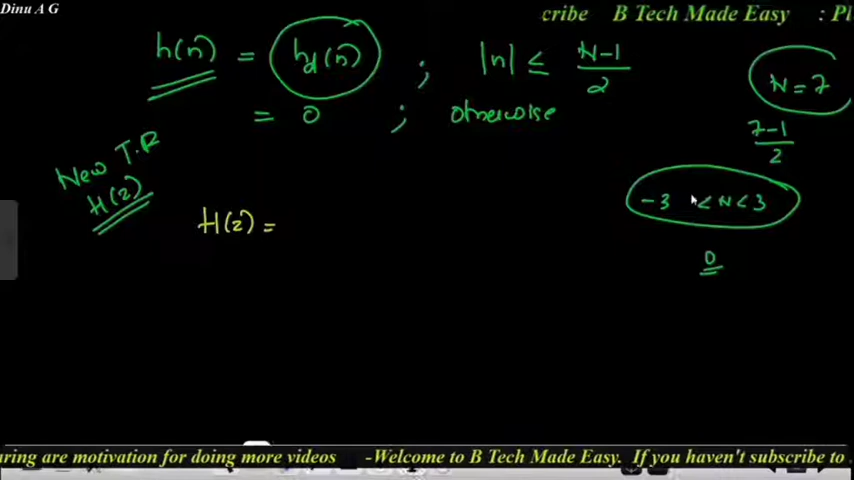 Dinu A G
cribe B Tech Made Easy : Pl
h(n) = hd(n) ; |n| ≤ N-1/2
= 0 ; otherwise
N = 7
7-1/2
New T.F
H(z)
-3 < N < 3
H(z) =
0
aring are motivation for doing more videos -Welcome to B Tech Made Easy. If you haven't subscribe to